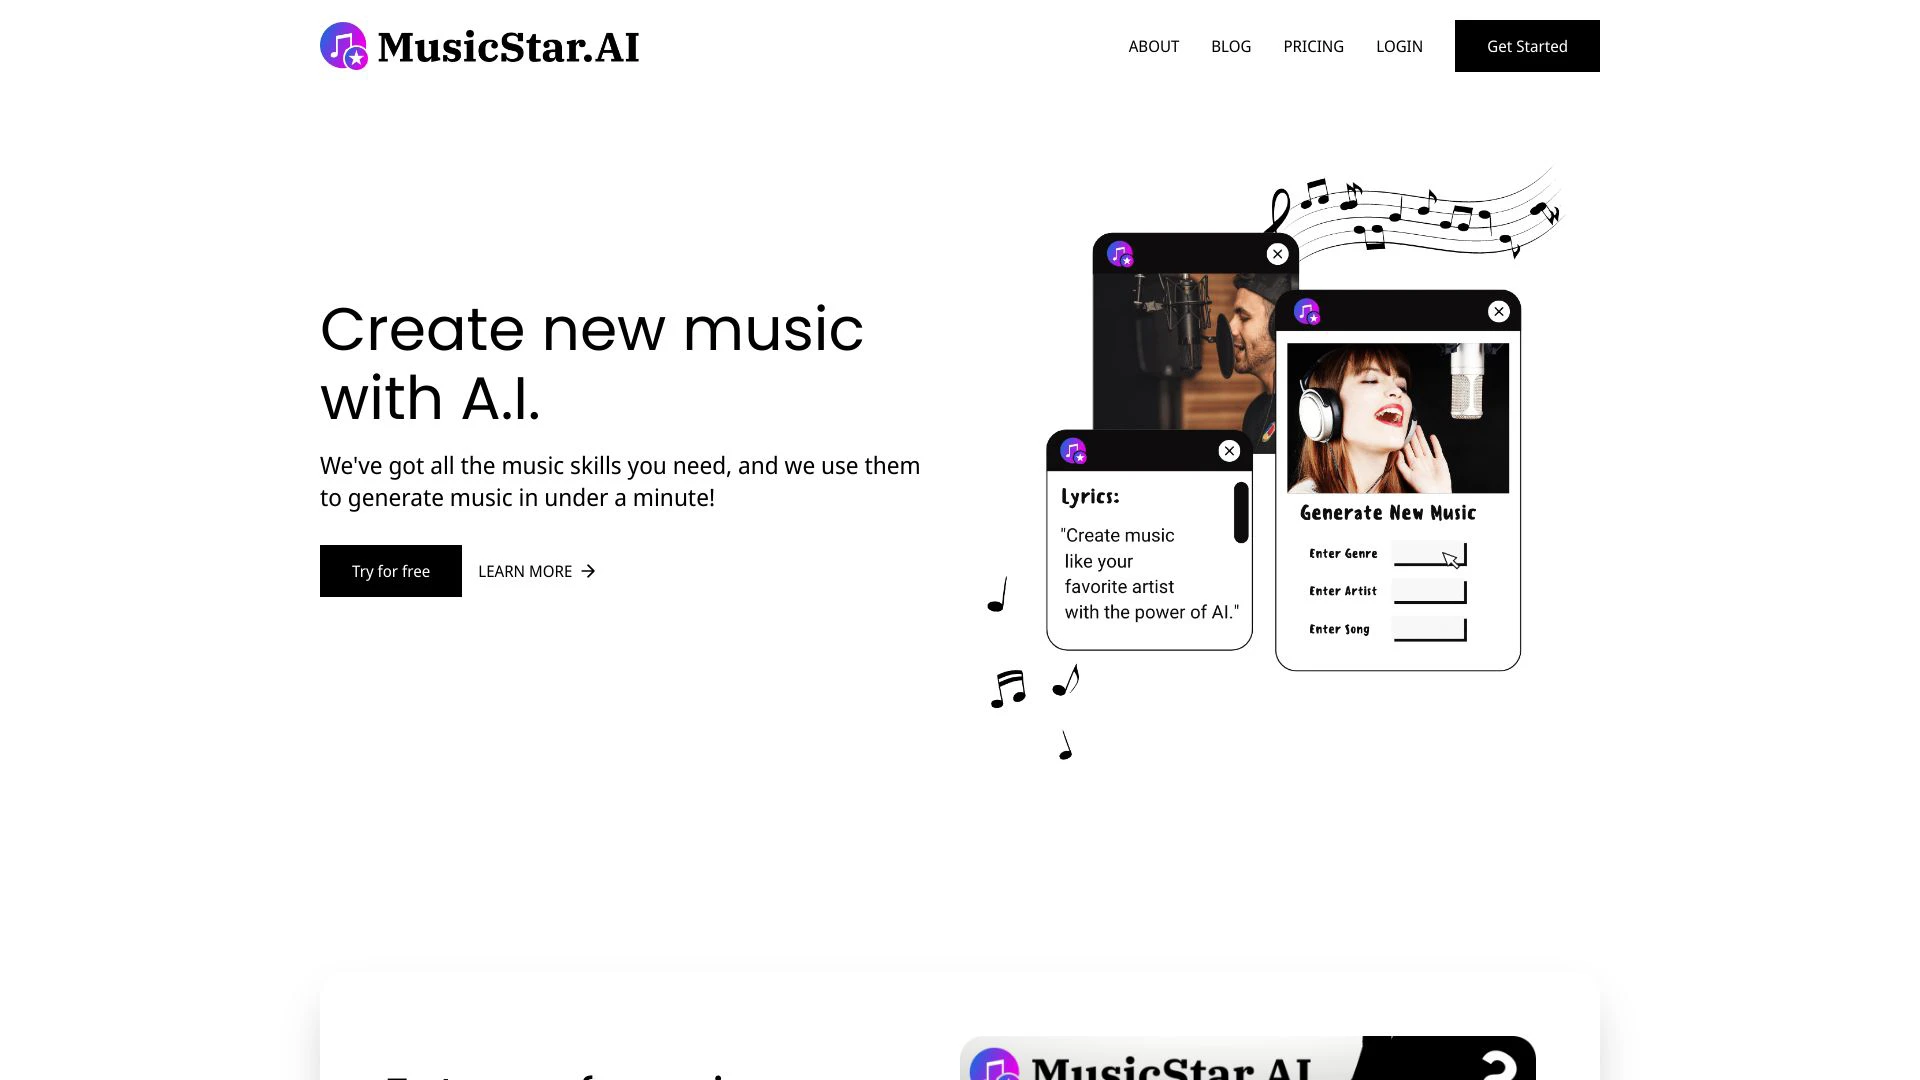 MusicStar.AI
ABOUT
BLOG
PRICING
LOGIN
Get Started
Create new music
with A.I.
We've got all the music skills you need, and we use them
to generate music in under a minute!
Try for free
LEARN MORE
Lyrics:
"Create music
like your
favorite artist
with the power of AI."
Generate New Music
Enter Genre
Enter Artist
Enter Song
MusicStar.AI